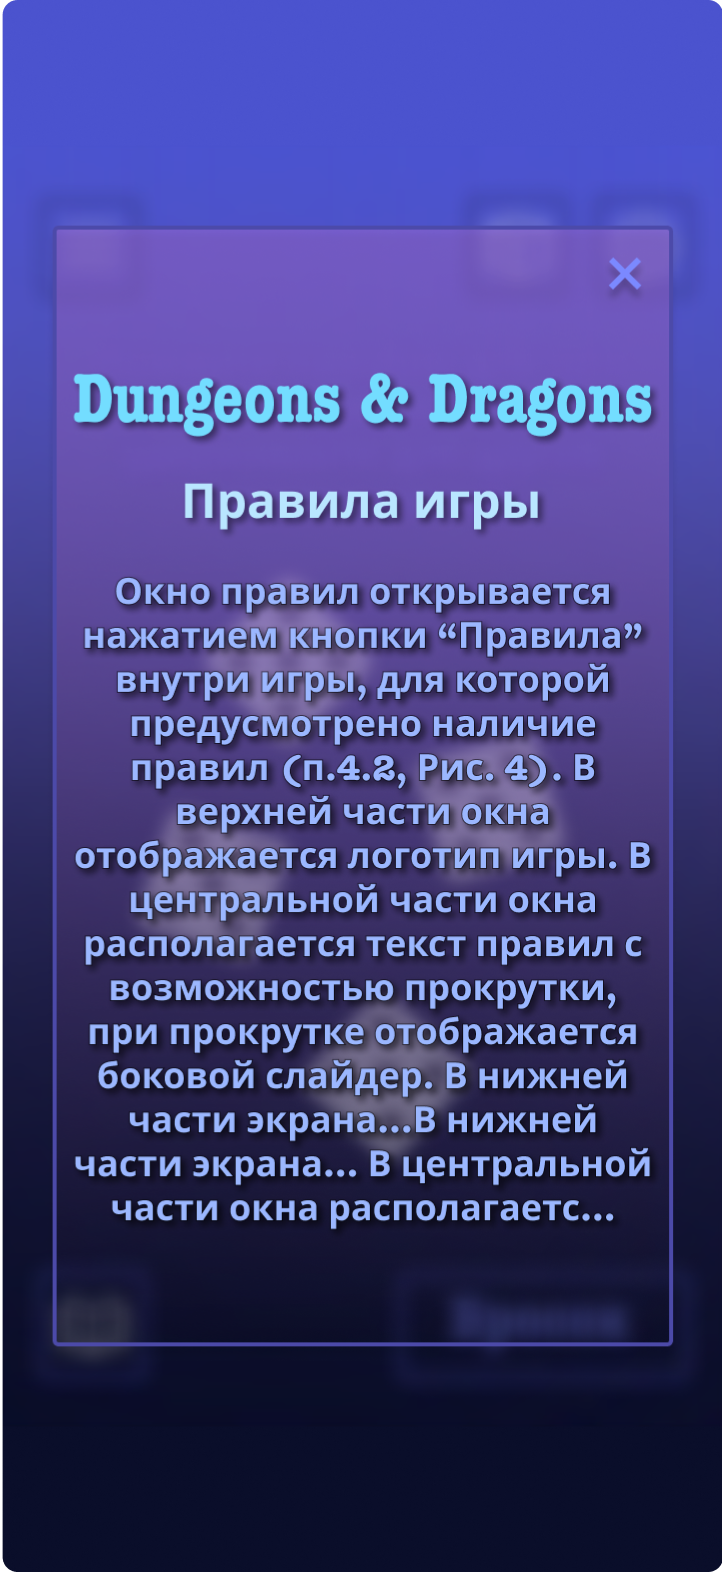 Dungeons & Dragons
Правила игры
Окно правил открывается
нажатием кнопки “Правила”
внутри игры, для которой
предусмотрено наличие
правил (п.4.2, Рис. 4). В
верхней части окна
отображается логотип игры. В
центральной части окна
располагается текст правил с
возможностью прокрутки,
при прокрутке отображается
боковой слайдер. В нижней
части экрана...В нижней
части экрана... В центральной
части окна располагаетс...